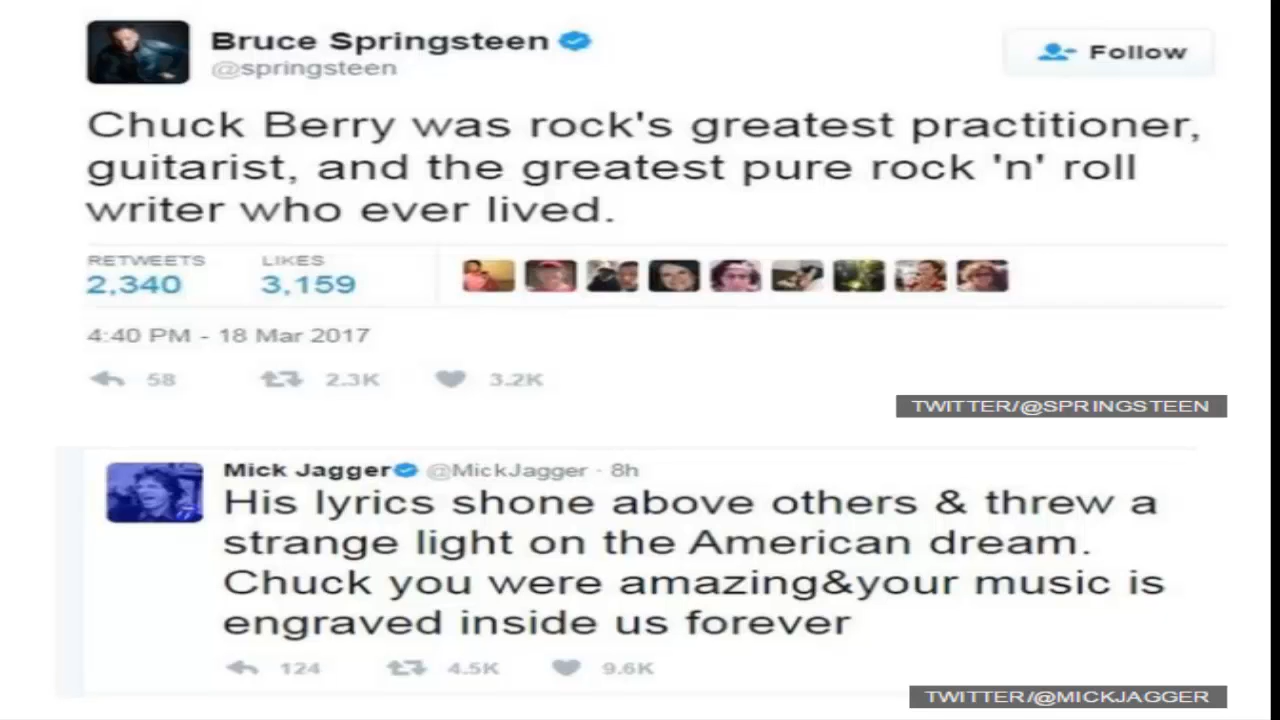 Bruce Springsteen
@springsteen
Follow
Chuck Berry was rock's greatest practitioner,
guitarist, and the greatest pure rock 'n' roll
writer who ever lived.
RETWEETS LIKES
2,340 3,159
4:40 PM - 18 Mar 2017
58 2.3K 3.2K
TWITTER/@SPRINGSTEEN
Mick Jagger @MickJagger · 8h
His lyrics shone above others & threw a
strange light on the American dream.
Chuck you were amazing&your music is
engraved inside us forever
124 4.5K 9.6K
TWITTER/@MICKJAGGER